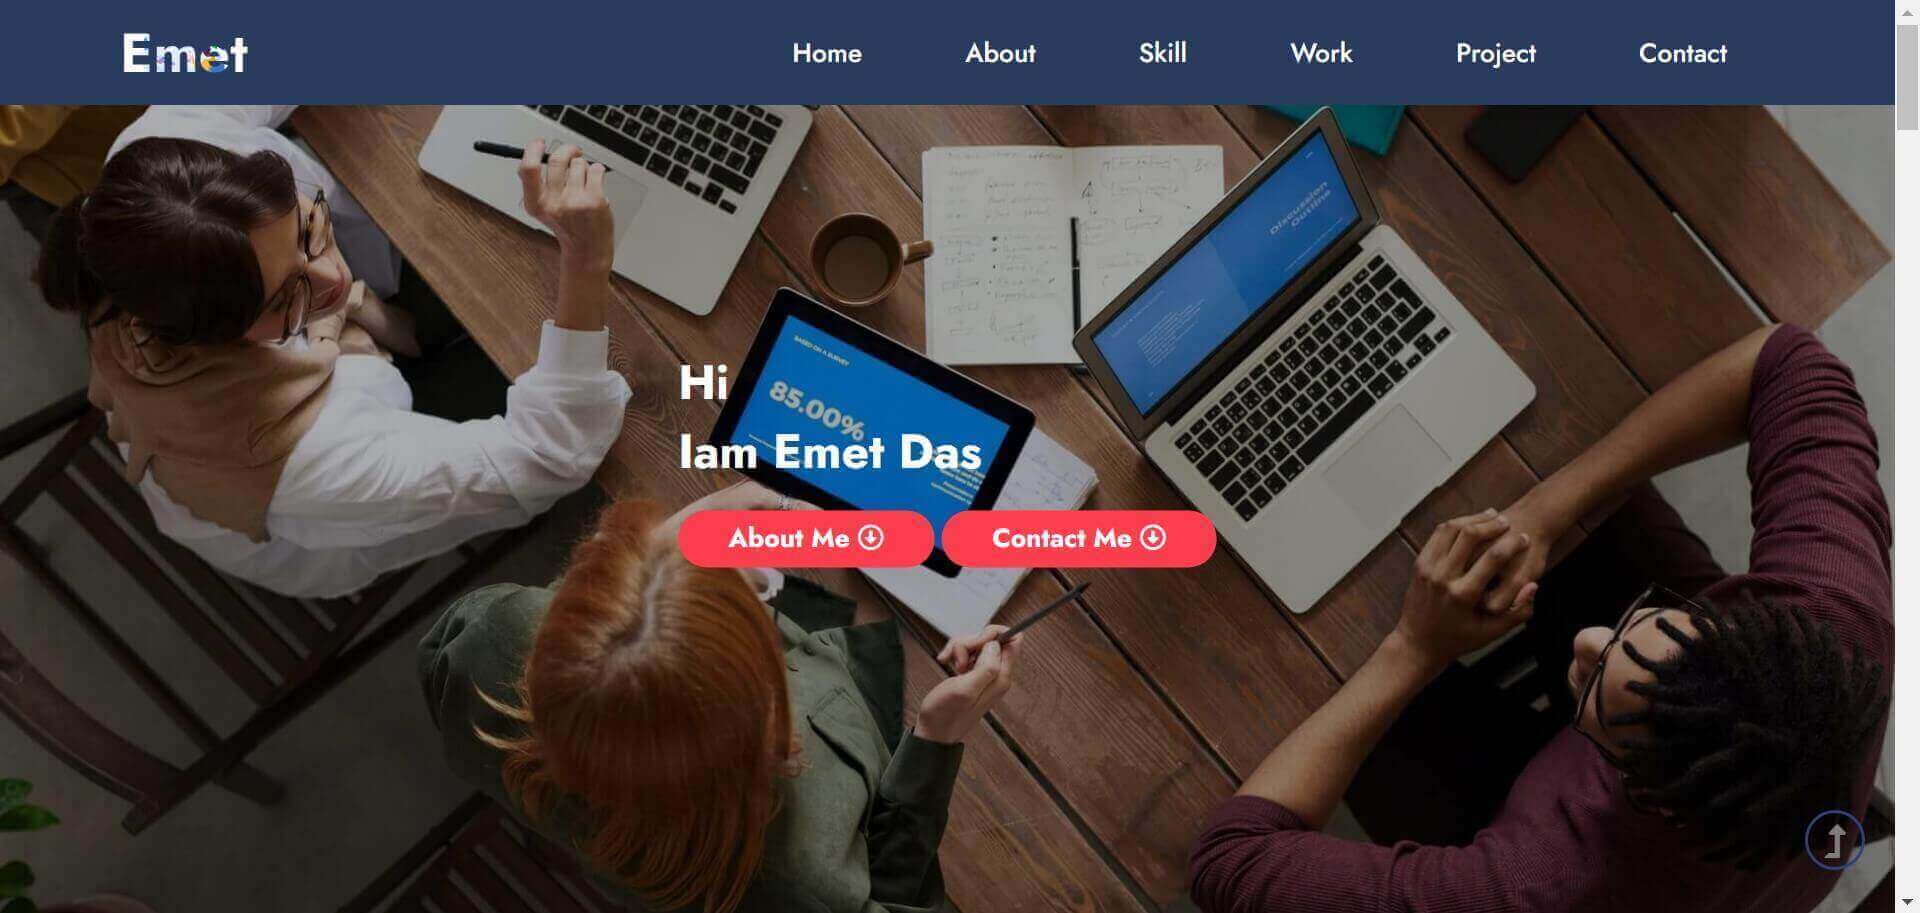 Emet
Home About Skill Work Project Contact
Discussion
Outline
BASED ON A SURVEY
85.00%
Hi
Iam Emet Das
About Me Contact Me